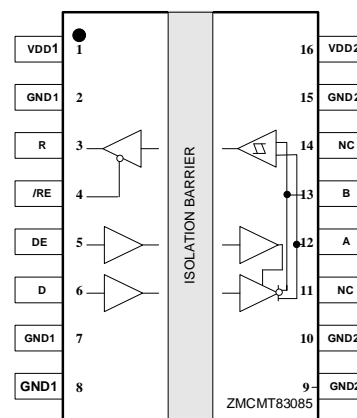 VDD1 1 16 VDD2
GND1 2 15 GND2
R 3 14 NC
/RE 4 13 B
DE 5 12 A
D 6 11 NC
GND1 7 10 GND2
GND1 8 9 GND2
ISOLATION BARRIER
ZMCMT83085